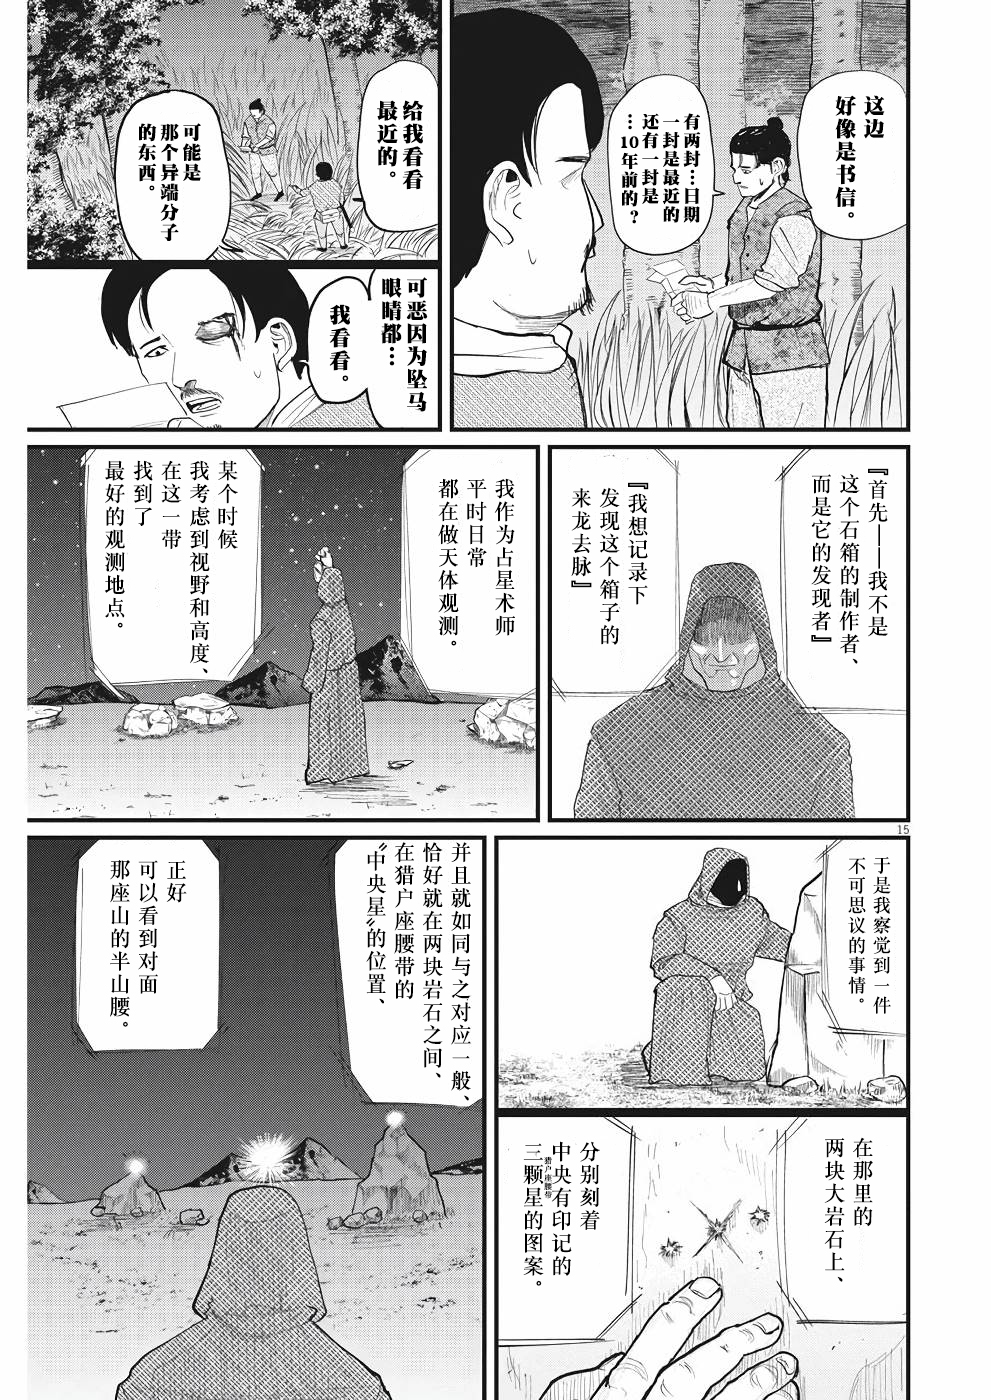 这边
好像是书信。
有两封…日期
一封是最近的
还有一封是
…10年前的？
给我看看
最近的。
可能是
那个异端分子
的东西。
可恶因为坠马
眼睛都…
我看看。
『首先——我不是
这个石箱的制作者、
而是它的发现者』
『我想记录下
发现这个箱子的
来龙去脉』
我作为占星术师
平时日常
都在做天体观测。
某个时候
我考虑到视野和高度、
在这一带
找到了
最好的观测地点。
15
于是我察觉到一件
不可思议的事情。
在那里的
两块大岩石上、
分别刻着
中央有印记的
猎户座腰带
三颗星的图案。
并且就如同与之对应一般、
恰好就在两块岩石之间、
在猎户座腰带的
〝中央星〟的位置、
正好
可以看到对面
那座山的半山腰。